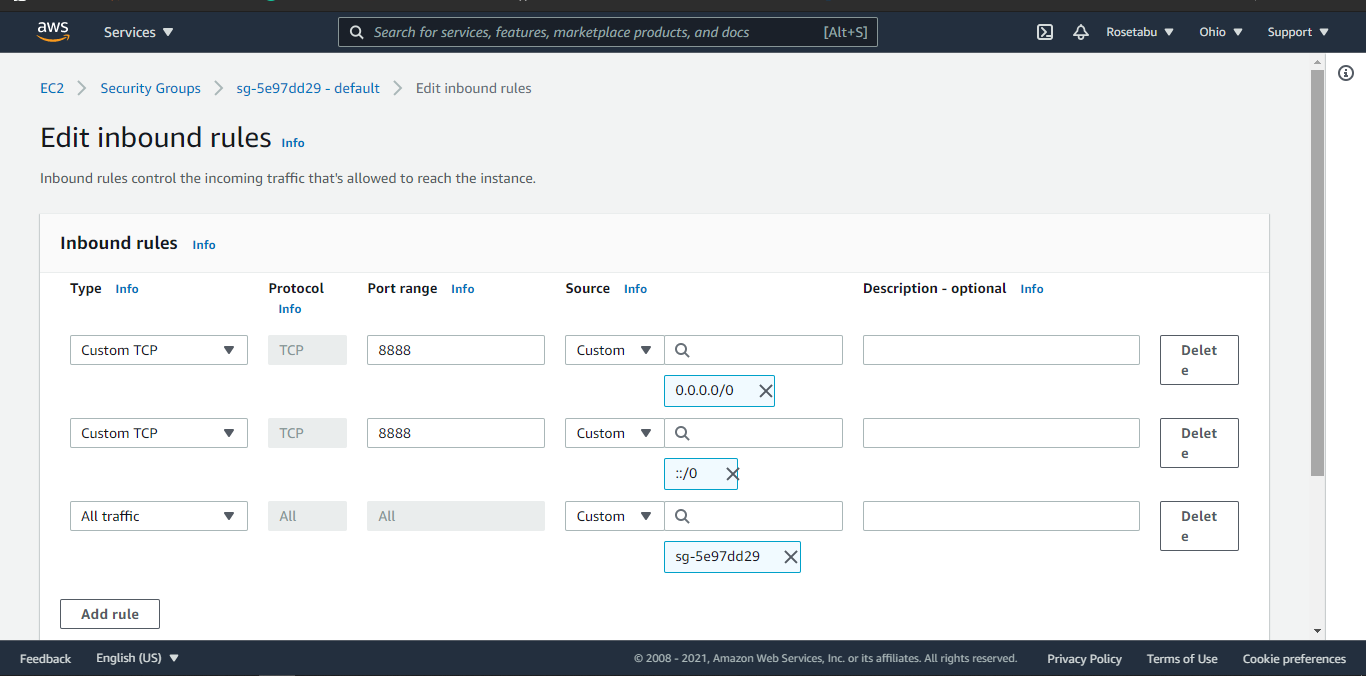 aws
Services
Search for services, features, marketplace products, and docs [Alt+S]
Rosetabu
Ohio
Support
EC2 > Security Groups > sg-5e97dd29 - default > Edit inbound rules
Edit inbound rules Info
Inbound rules control the incoming traffic that's allowed to reach the instance.
Inbound rules Info
Type Info Protocol Info Port range Info Source Info Description - optional Info
Custom TCP TCP 8888 Custom Delet
e
0.0.0.0/0
Custom TCP TCP 8888 Custom Delet
e
::/0
All traffic All All Custom Delet
e
sg-5e97dd29
Add rule
Feedback English (US) © 2008 - 2021, Amazon Web Services, Inc. or its affiliates. All rights reserved. Privacy Policy Terms of Use Cookie preferences